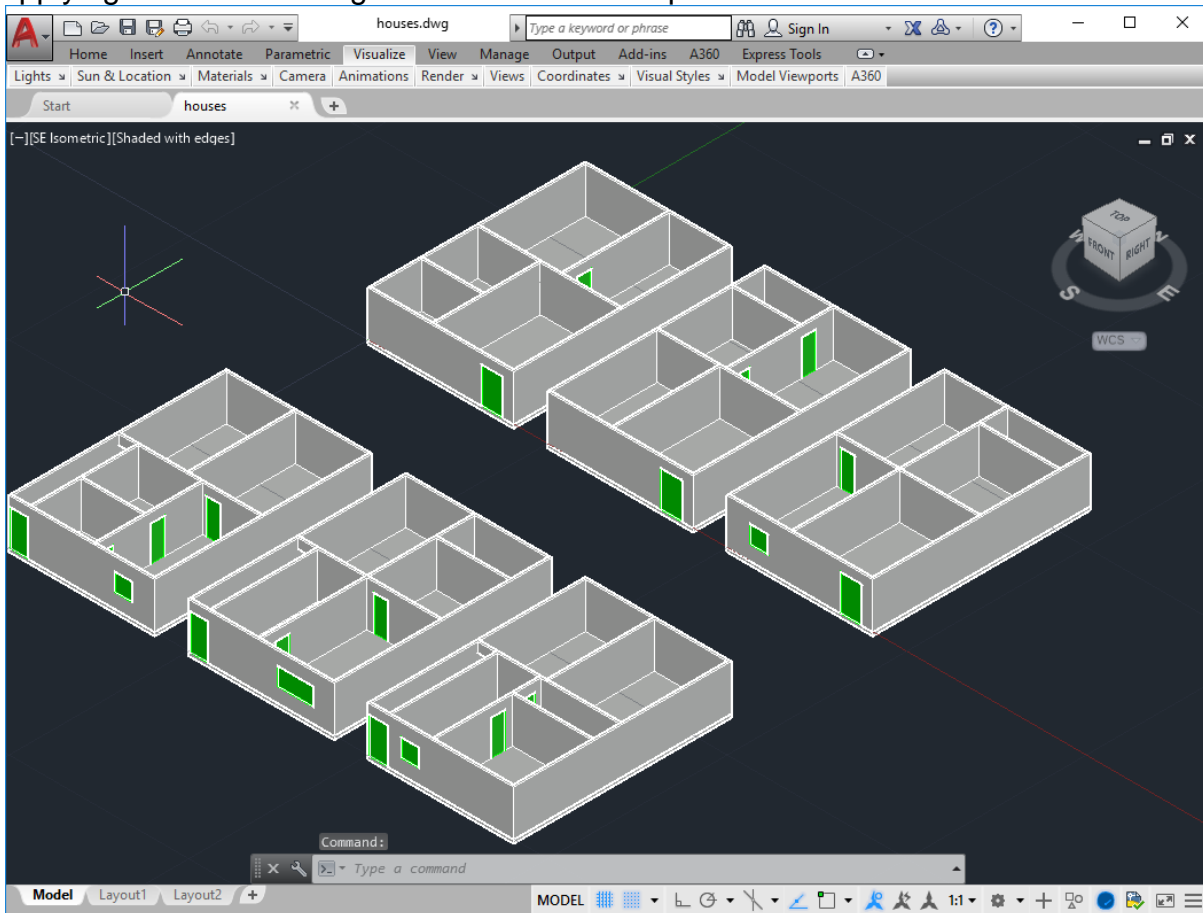 houses.dwg
Type a keyword or phrase
Sign In
Home Insert Annotate Parametric Visualize View Manage Output Add-ins A360 Express Tools
Lights Sun & Location Materials Camera Animations Render Views Coordinates Visual Styles Model Viewports A360
Start houses
[−][SE Isometric][Shaded with edges]
TOP
FRONT RIGHT
W N
S E
WCS
Command:
Type a command
Model Layout1 Layout2 + MODEL 1:1